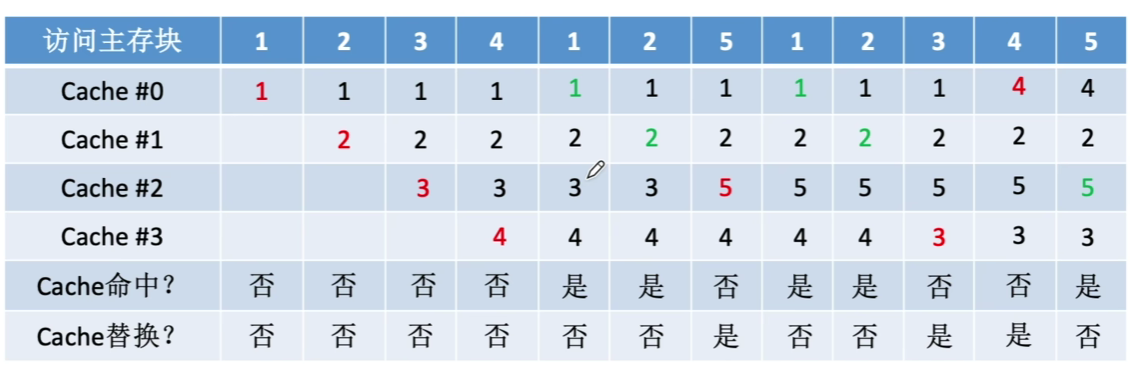 访问主存块 1 2 3 4 1 2 5 1 2 3 4 5
Cache #0 1 1 1 1 1 1 1 1 1 1 4 4
Cache #1 2 2 2 2 2 2 2 2 2 2 2
Cache #2 3 3 3 3 5 5 5 5 5 5
Cache #3 4 4 4 4 4 4 3 3 3
Cache命中？ 否 否 否 否 是 是 否 是 是 否 否 是
Cache替换？ 否 否 否 否 否 否 是 否 否 是 是 否